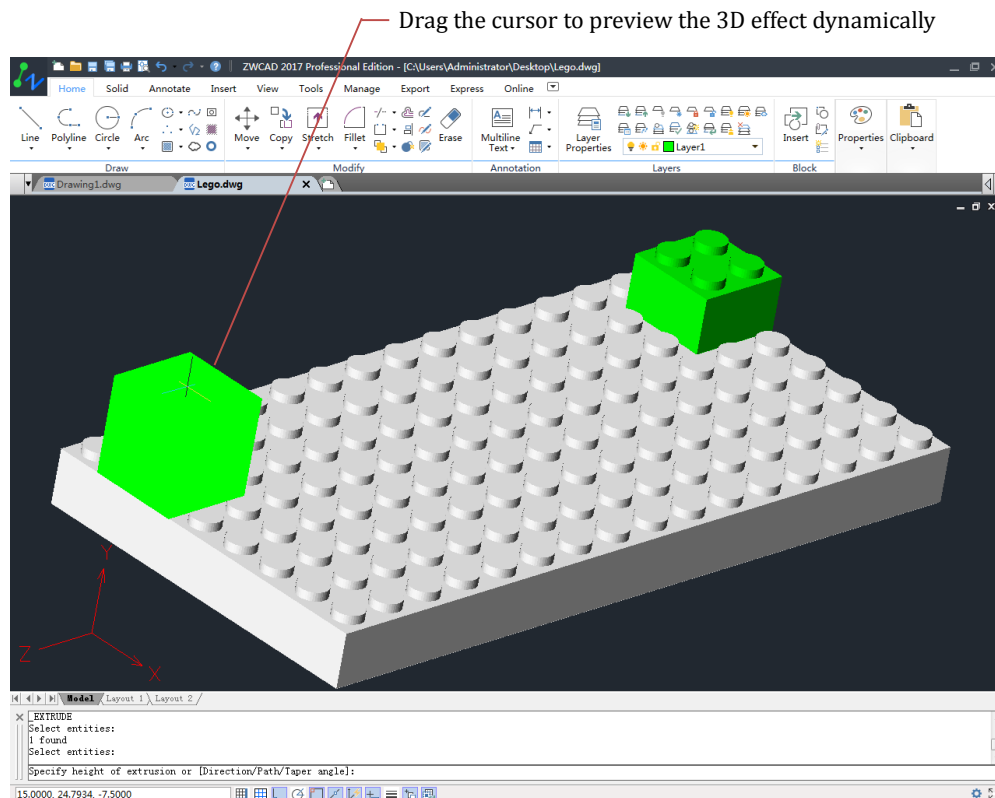 Drag the cursor to preview the 3D effect dynamically
ZWCAD 2017 Professional Edition - [C:\Users\Administrator\Desktop\Lego.dwg]
Home Solid Annotate Insert View Tools Manage Export Express Online
Line Polyline Circle Arc Move Copy Stretch Fillet Erase Multiline Text Layer Properties Layer1 Insert Properties Clipboard
Draw Modify Annotation Layers Block
Drawing1.dwg Lego.dwg
Y
Z
X
Model Layout 1 Layout 2
_EXTRUDE
Select entities:
1 found
Select entities:
Specify height of extrusion or [Direction/Path/Taper angle]:
15.0000, 24.7934, -7.5000